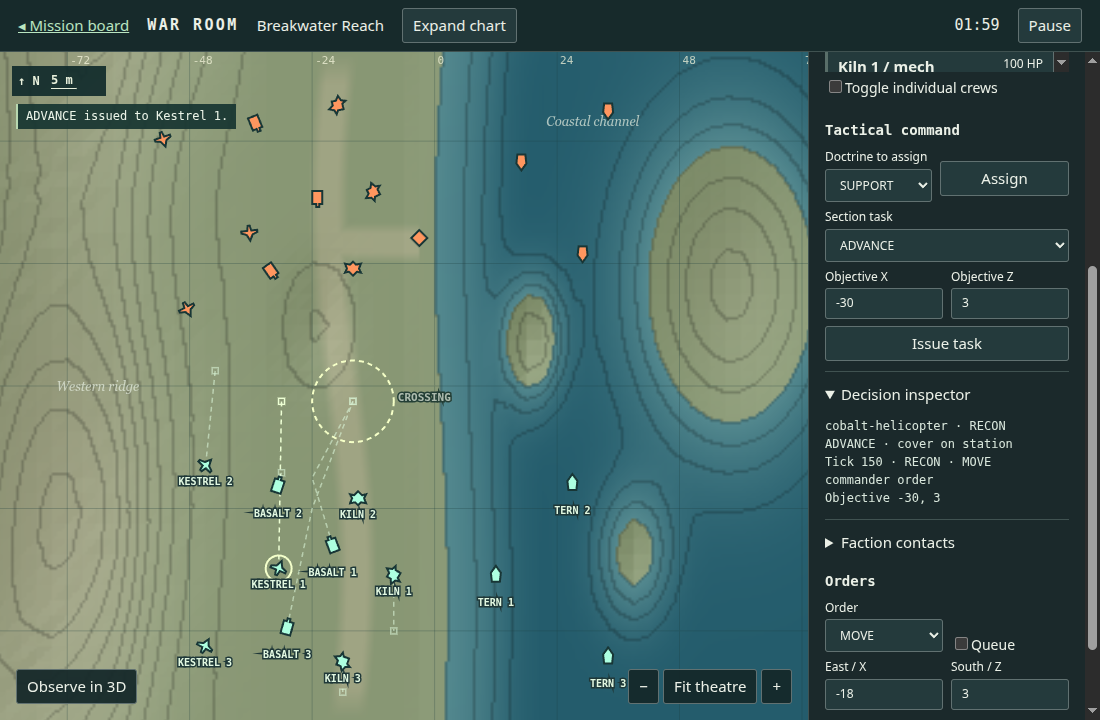 ◂ Mission board WAR ROOM Breakwater Reach Expand chart 01:59 Pause
-72 -48 -24 0 24 48
↑ N 5 m
ADVANCE issued to Kestrel 1.
Coastal channel
Western ridge
CROSSING
KESTREL 2
BASALT 2
KILN 2
TERN 2
BASALT 1
KESTREL 1
KILN 1
TERN 1
BASALT 3
KESTREL 3
KILN 3
TERN 3
Observe in 3D
− Fit theatre +
Kiln 1 / mech 100 HP
Toggle individual crews
Tactical command
Doctrine to assign
SUPPORT Assign
Section task
ADVANCE
Objective X Objective Z
-30 3
Issue task
▼ Decision inspector
cobalt-helicopter · RECON
ADVANCE · cover on station
Tick 150 · RECON · MOVE
commander order
Objective -30, 3
▶ Faction contacts
Orders
Order
MOVE Queue
East / X South / Z
-18 3